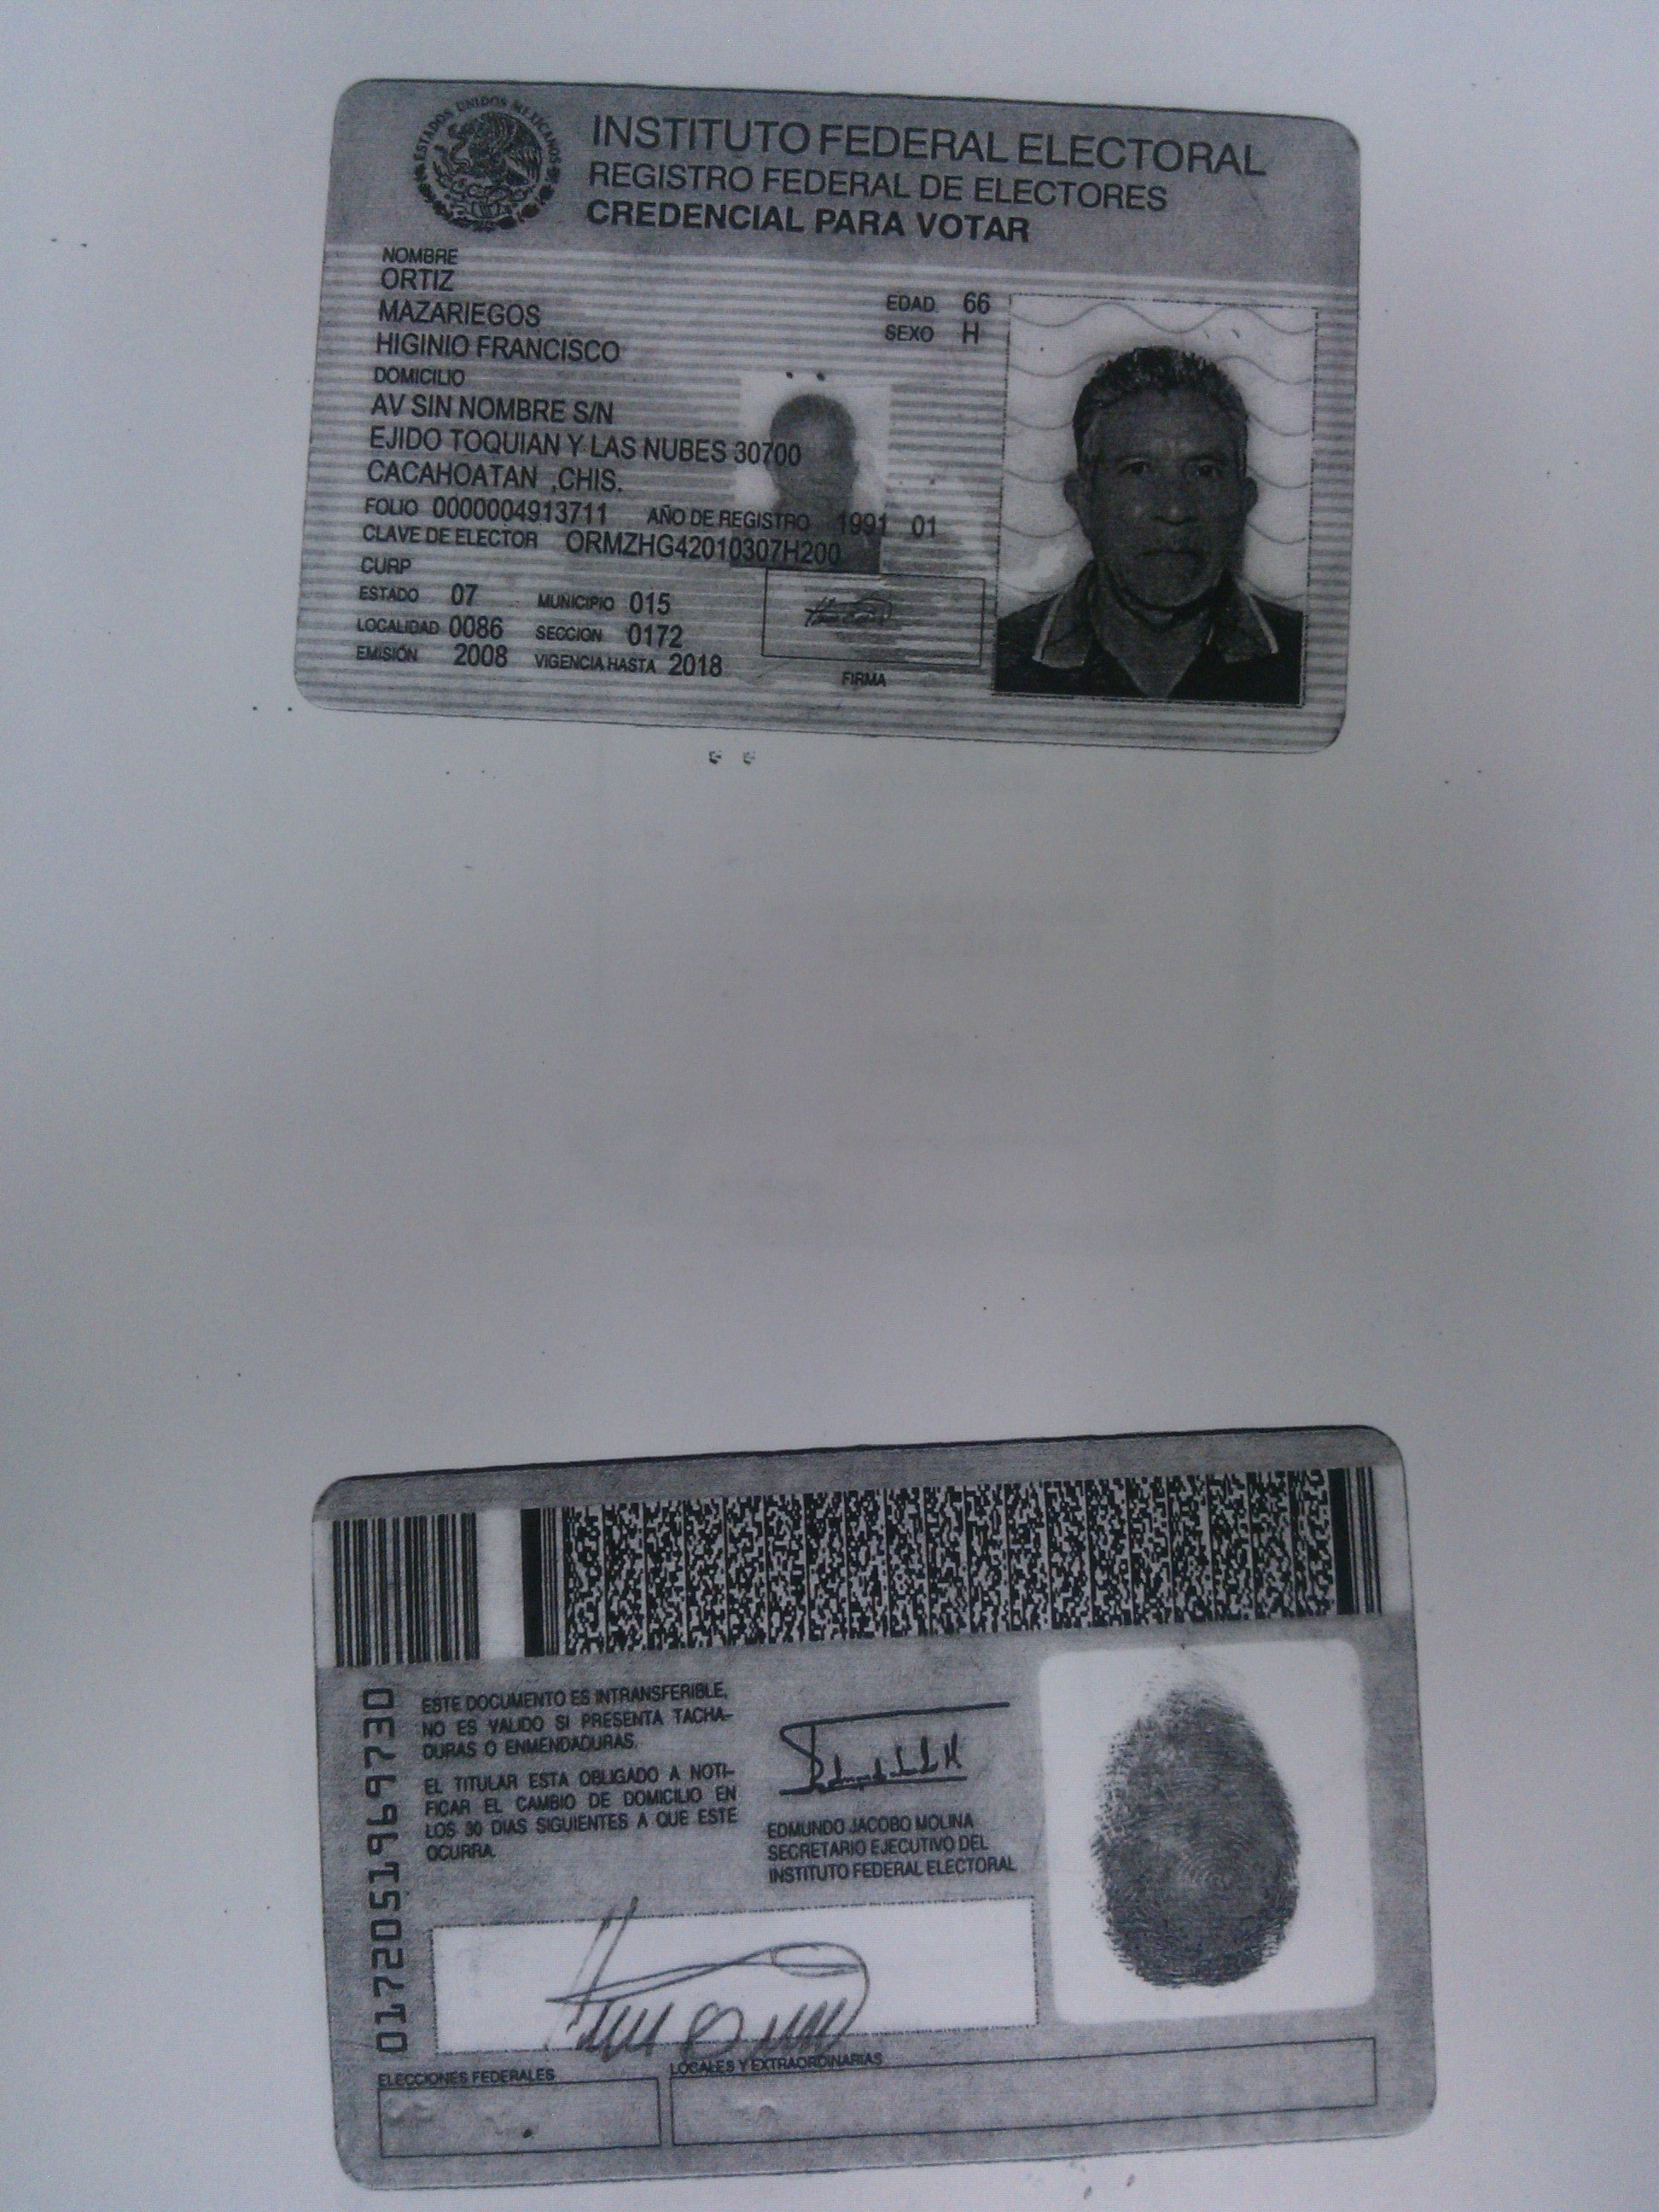 ESTADOS UNIDOS MEXICANOS
INSTITUTO FEDERAL ELECTORAL
REGISTRO FEDERAL DE ELECTORES
CREDENCIAL PARA VOTAR
NOMBRE
ORTIZ
MAZARIEGOS
HIGINIO FRANCISCO
EDAD 66
SEXO H
DOMICILIO
AV SIN NOMBRE S/N
EJIDO TOQUIAN Y LAS NUBES 30700
CACAHOATAN ,CHIS.
FOLIO 0000004913711 AÑO DE REGISTRO 1991 01
CLAVE DE ELECTOR ORMZHG42010307H200
CURP
ESTADO 07 MUNICIPIO 015
LOCALIDAD 0086 SECCION 0172
EMISIÓN 2008 VIGENCIA HASTA 2018
FIRMA
0172051969730
ESTE DOCUMENTO ES INTRANSFERIBLE,
NO ES VALIDO SI PRESENTA TACHA-
DURAS O ENMENDADURAS.
EL TITULAR ESTA OBLIGADO A NOTI-
FICAR EL CAMBIO DE DOMICILIO EN
LOS 30 DIAS SIGUIENTES A QUE ESTE
OCURRA.
EDMUNDO JACOBO MOLINA
SECRETARIO EJECUTIVO DEL
INSTITUTO FEDERAL ELECTORAL
ELECCIONES FEDERALES
LOCALES Y EXTRAORDINARIAS